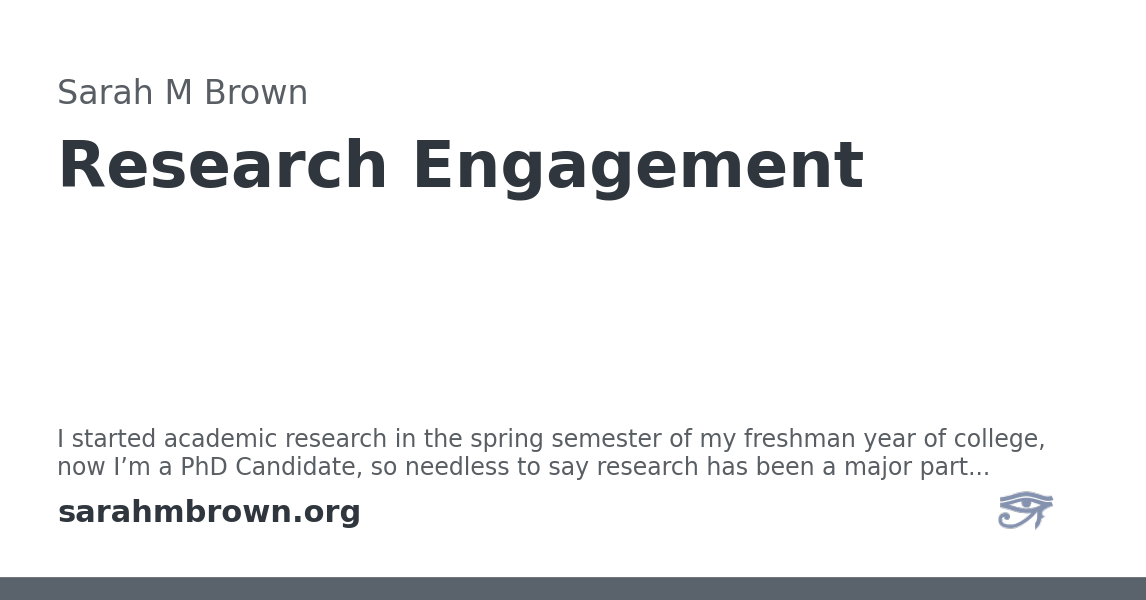 Sarah M Brown
Research Engagement
I started academic research in the spring semester of my freshman year of college,
now I’m a PhD Candidate, so needless to say research has been a major part...
sarahmbrown.org